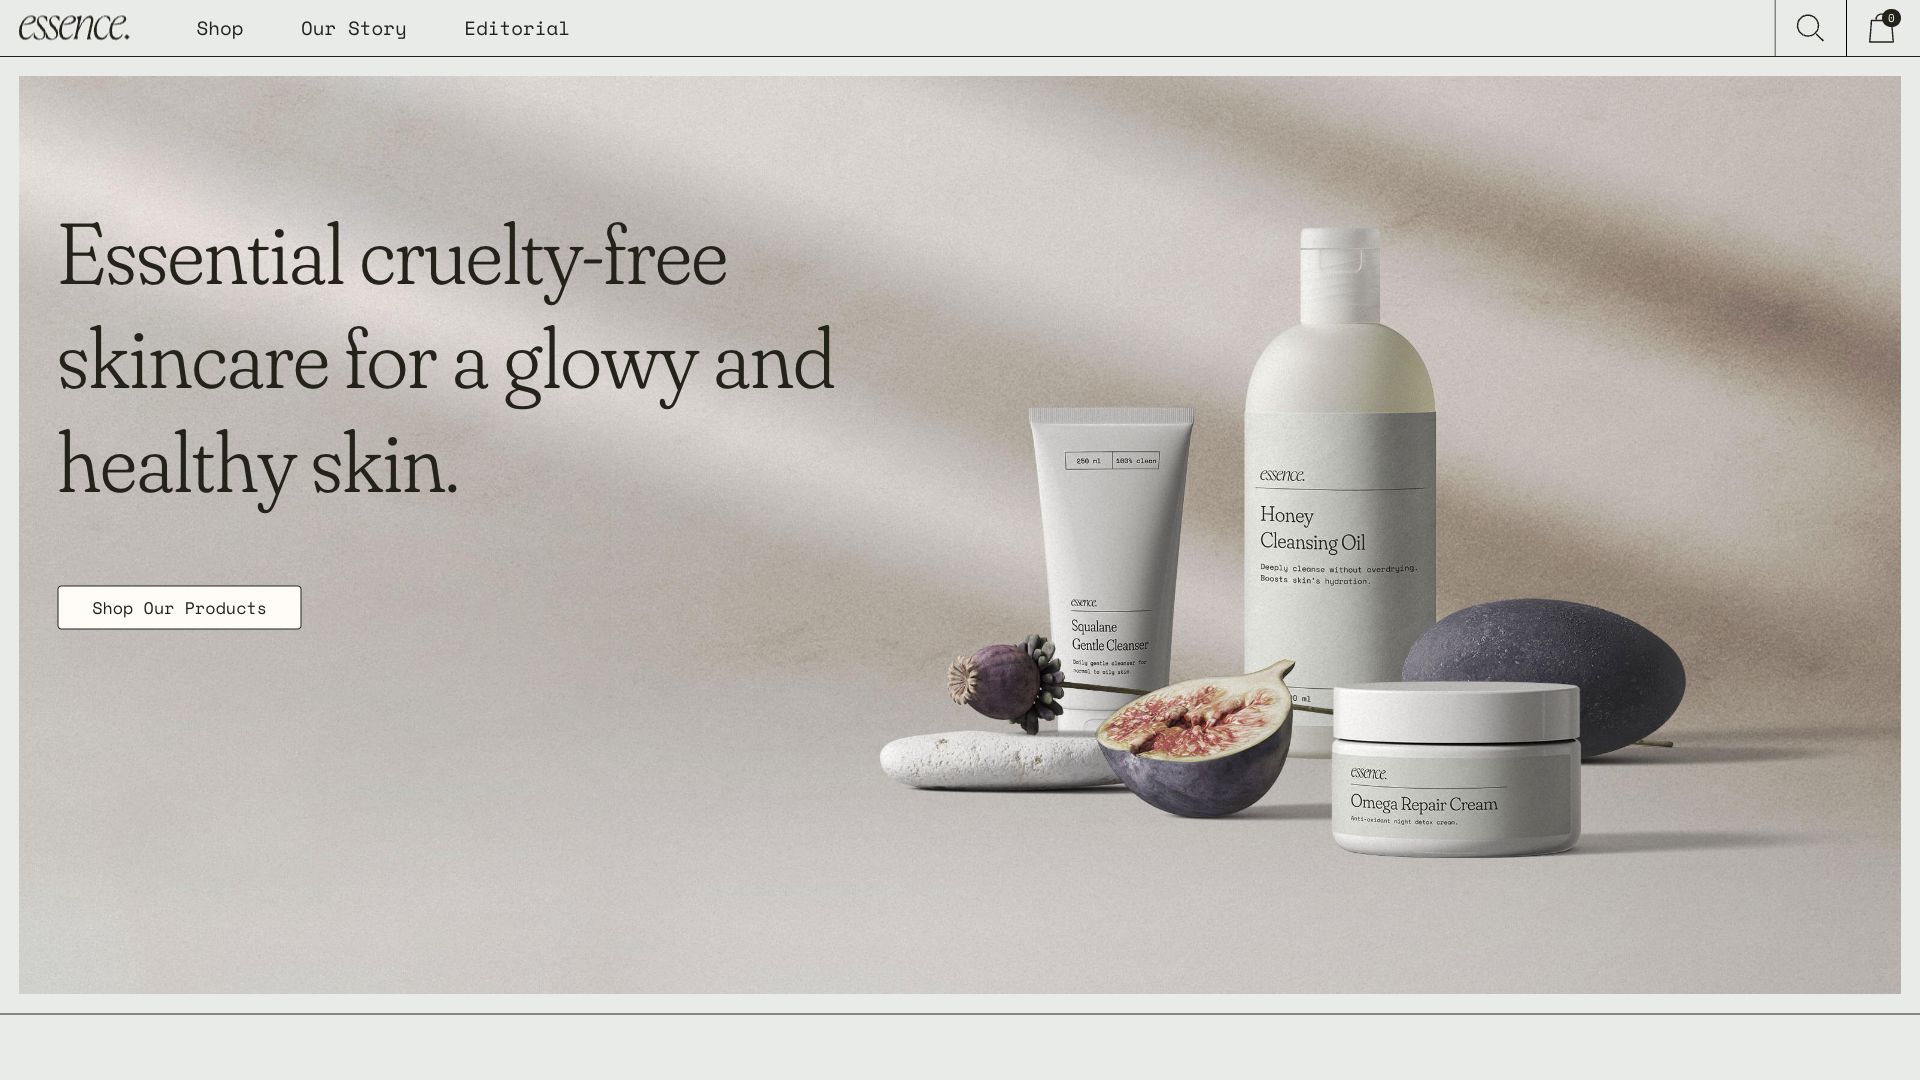 essence.
Shop
Our Story
Editorial
0
Essential cruelty-free
skincare for a glowy and
healthy skin.
Shop Our Products
250 ml
100% clean
essence.
Squalane
Gentle Cleanser
Daily gentle cleanser for
normal to oily skin.
essence.
Honey
Cleansing Oil
Deeply cleanse without overdrying.
Boosts skin's hydration.
ml
essence.
Omega Repair Cream
Anti-oxidant night detox cream.